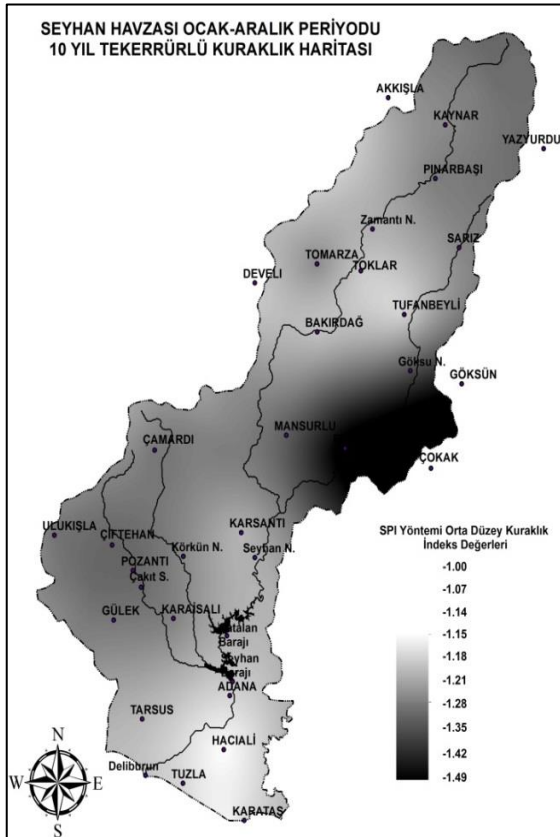 SEYHAN HAVZASI OCAK-ARALIK PERİYODU
10 YIL TEKERRÜRLÜ KURAKLIK HARİTASI
AKKIŞLA
KAYNAR
YAZYURDU
PINARBAŞI
Zamantı N.
SARIZ
TOMARZA
TOKLAR
DEVELİ
TUFANBEYLİ
BAKIRDAĞ
Göksu N.
GÖKSÜN
MANSURLU
ÇAMARDI
ÇOKAK
ULUKIŞLA
ÇİFTEHAN
KARSANTI
Körkün N.
Seyhan N.
POZANTI
Çakıt S.
GÜLEK
KARAİSALI
Çatalan
Barajı
Seyhan
Barajı
ADANA
TARSUS
HACIALİ
Deliburun
TUZLA
KARATAŞ
SPI Yöntemi Orta Düzey Kuraklık
İndeks Değerleri
-1.00
-1.07
-1.14
-1.15
-1.18
-1.21
-1.28
-1.35
-1.42
-1.49
N
W
E
S